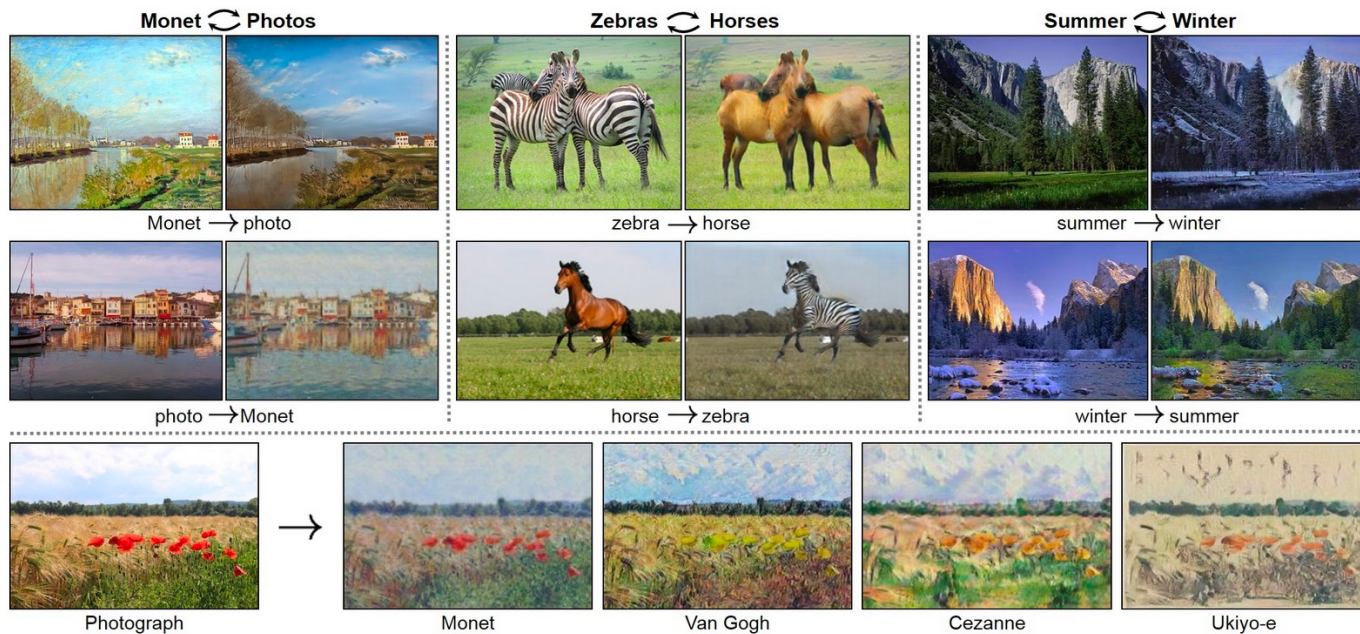 Monet Photos
Zebras Horses
Summer Winter
Monet → photo
zebra → horse
summer → winter
photo → Monet
horse → zebra
winter → summer
Photograph
Monet
Van Gogh
Cezanne
Ukiyo-e